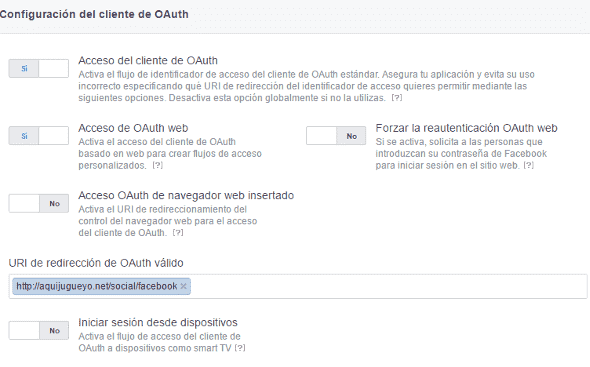 Configuración del cliente de OAuth
Acceso del cliente de OAuth
Sí
Activa el flujo de identificador de acceso del cliente de OAuth estándar. Asegura tu aplicación y evita su uso
incorrecto especificando qué URI de redirección del identificador de acceso quieres permitir mediante las
siguientes opciones. Desactiva esta opción globalmente si no la utilizas. [?]
Acceso de OAuth web
Sí
Activa el acceso del cliente de OAuth
basado en web para crear flujos de acceso
personalizados. [?]
Forzar la reautenticación OAuth web
No
Si se activa, solicita a las personas que
introduzcan su contraseña de Facebook
para iniciar sesión en el sitio web. [?]
Acceso OAuth de navegador web insertado
No
Activa el URI de redireccionamiento del
control del navegador web para el acceso
del cliente de OAuth. [?]
URI de redirección de OAuth válido
http://aquijugueyo.net/social/facebook ×
Iniciar sesión desde dispositivos
No
Activa el flujo de acceso del cliente de
OAuth a dispositivos como smart TV [?]